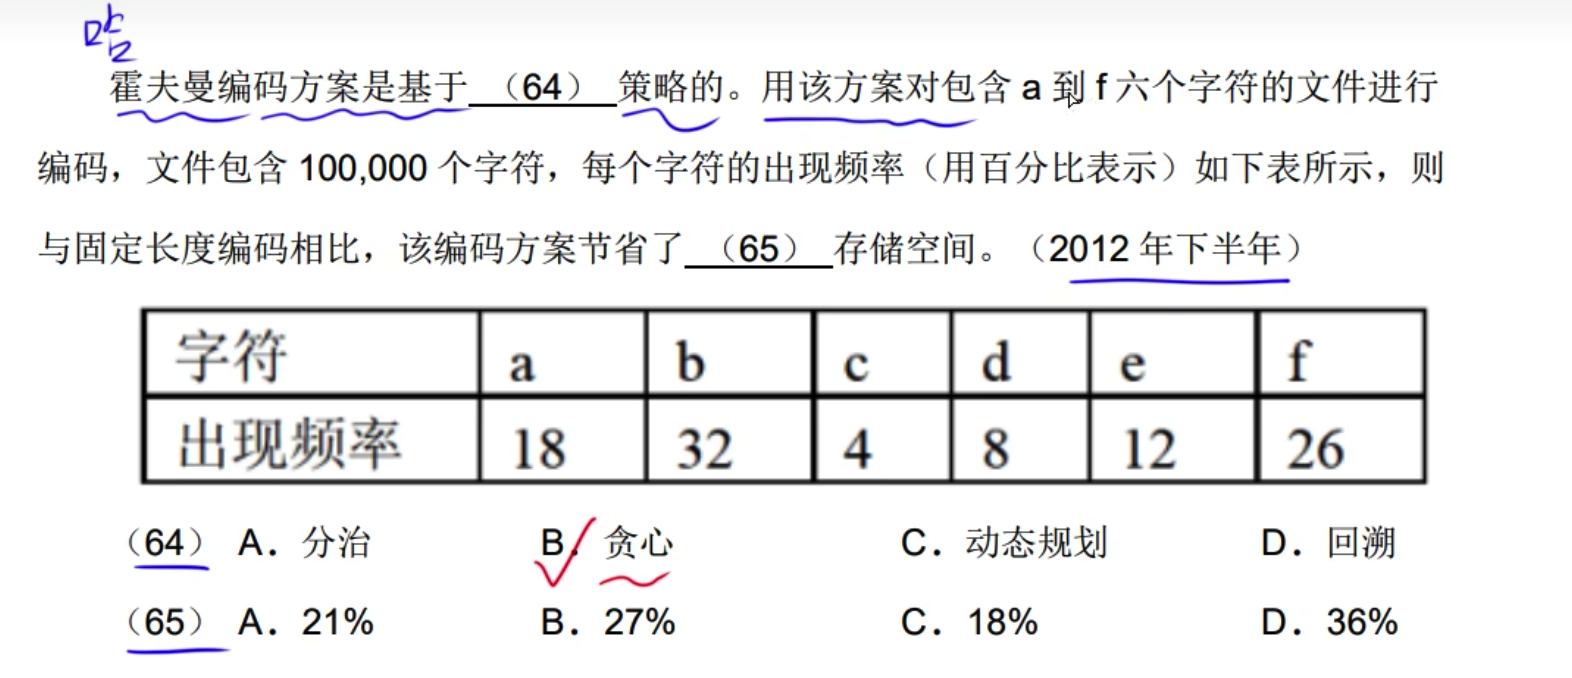 哈
霍夫曼编码方案是基于 （64） 策略的。用该方案对包含 a 到 f 六个字符的文件进行
编码，文件包含 100,000 个字符，每个字符的出现频率（用百分比表示）如下表所示，则
与固定长度编码相比，该编码方案节省了 （65） 存储空间。（2012 年下半年）
字符 a b c d e f
出现频率 18 32 4 8 12 26
（64） A．分治 B．贪心 C．动态规划 D．回溯
（65） A．21% B．27% C．18% D．36%